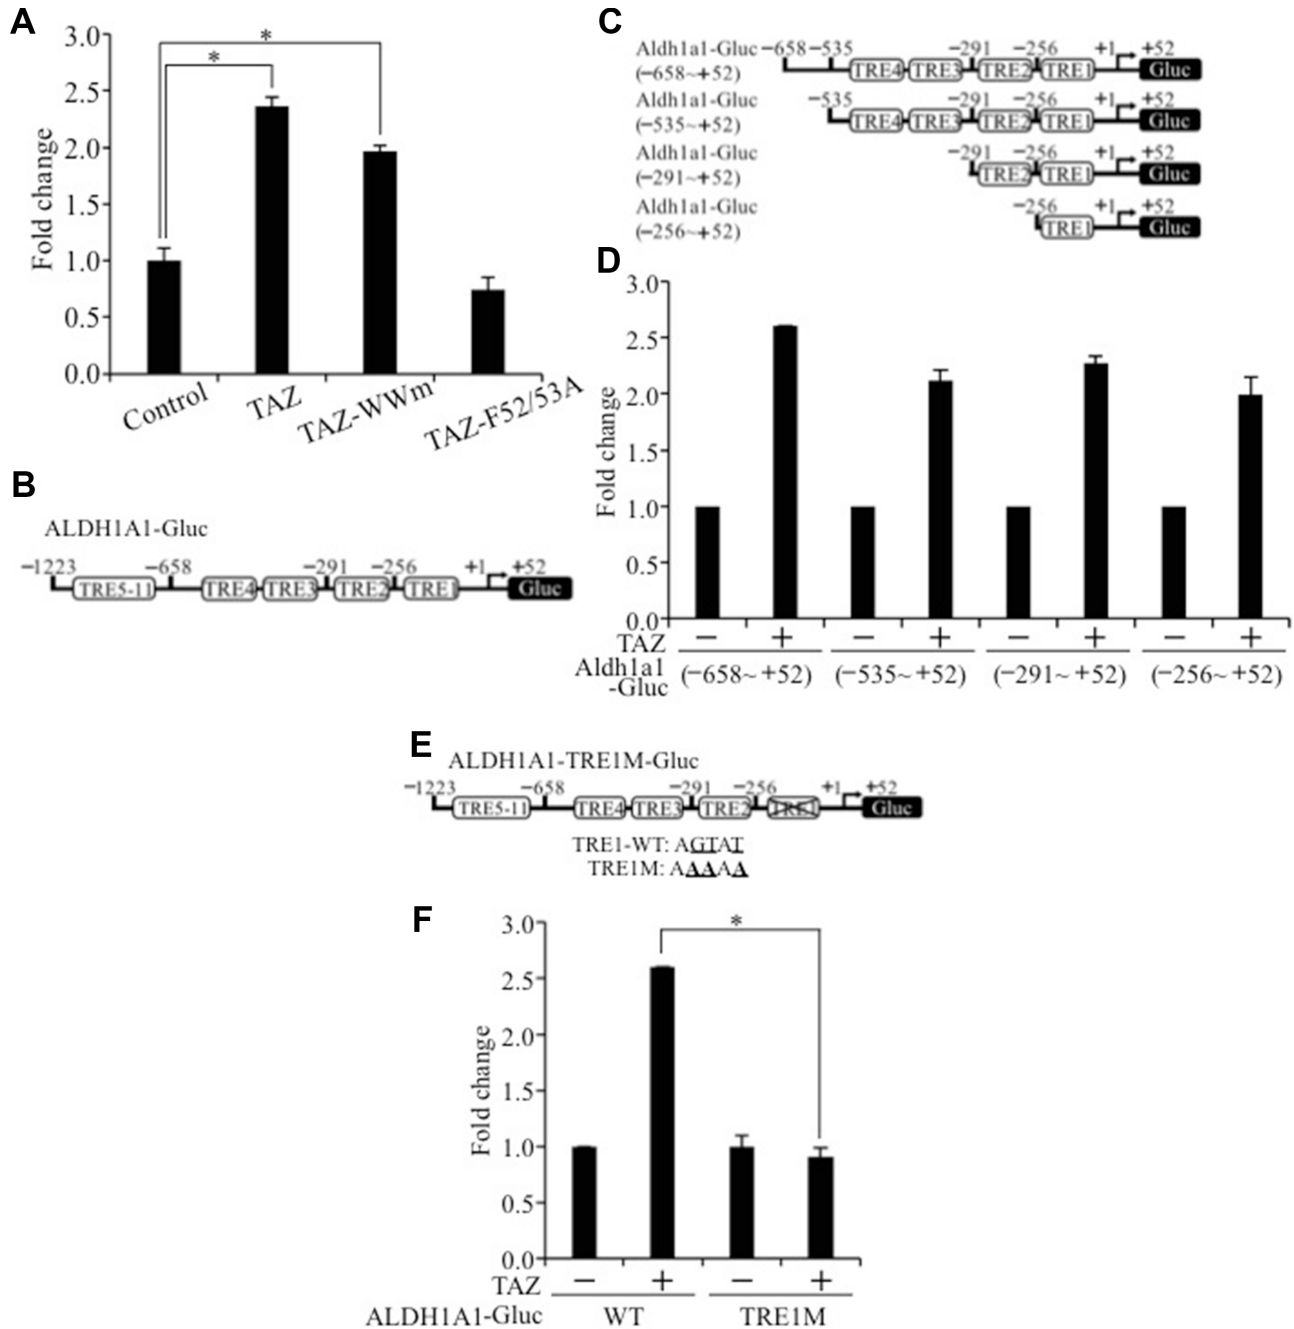 A
3.0
2.5
2.0
1.5
1.0
0.5
0.0
Fold change
*
*
Control
TAZ
TAZ-WWm
TAZ-F52/53A
B
ALDH1A1-Gluc
−1223 −658 −291 −256 +1 +52
TRE5-11 TRE4 TRE3 TRE2 TRE1 Gluc
C
Aldh1a1-Gluc −658 −535 −291 −256 +1 +52
(−658~+52) TRE4 TRE3 TRE2 TRE1 Gluc
Aldh1a1-Gluc −535 −291 −256 +1 +52
(−535~+52) TRE4 TRE3 TRE2 TRE1 Gluc
Aldh1a1-Gluc −291 −256 +1 +52
(−291~+52) TRE2 TRE1 Gluc
Aldh1a1-Gluc −256 +1 +52
(−256~+52) TRE1 Gluc
D
3.0
2.5
2.0
1.5
1.0
0.5
0.0
Fold change
TAZ − + − + − + − +
Aldh1a1
-Gluc
(−658~ +52) (−535~ +52) (−291~ +52) (−256~ +52)
E
ALDH1A1-TRE1M-Gluc
−1223 −658 −291 −256 +1 +52
TRE5-11 TRE4 TRE3 TRE2 TRE1 Gluc
TRE1-WT: AGTAT
TRE1M: AAAAA
F
3.0
2.5
2.0
1.5
1.0
0.5
0.0
Fold change
*
TAZ − + − +
ALDH1A1-Gluc WT TRE1M